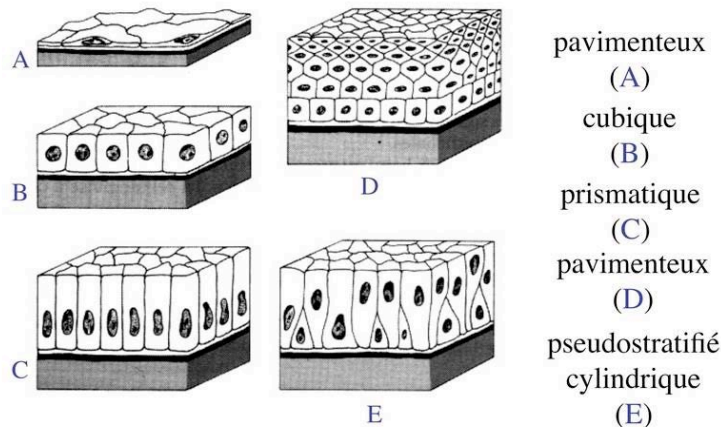 A
B
C
D
E
pavimenteux
(A)
cubique
(B)
prismatique
(C)
pavimenteux
(D)
pseudostratifié
cylindrique
(E)